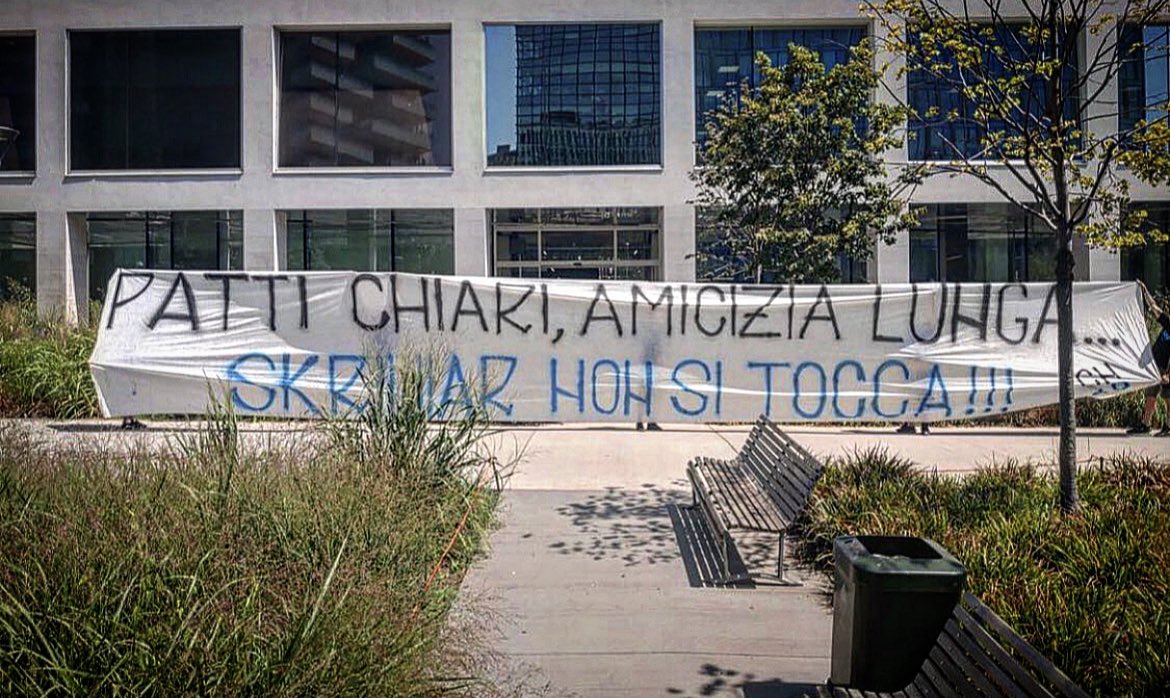 PATTI CHIARI, AMICIZIA LUNGA...
SKRINIAR NON SI TOCCA!!!